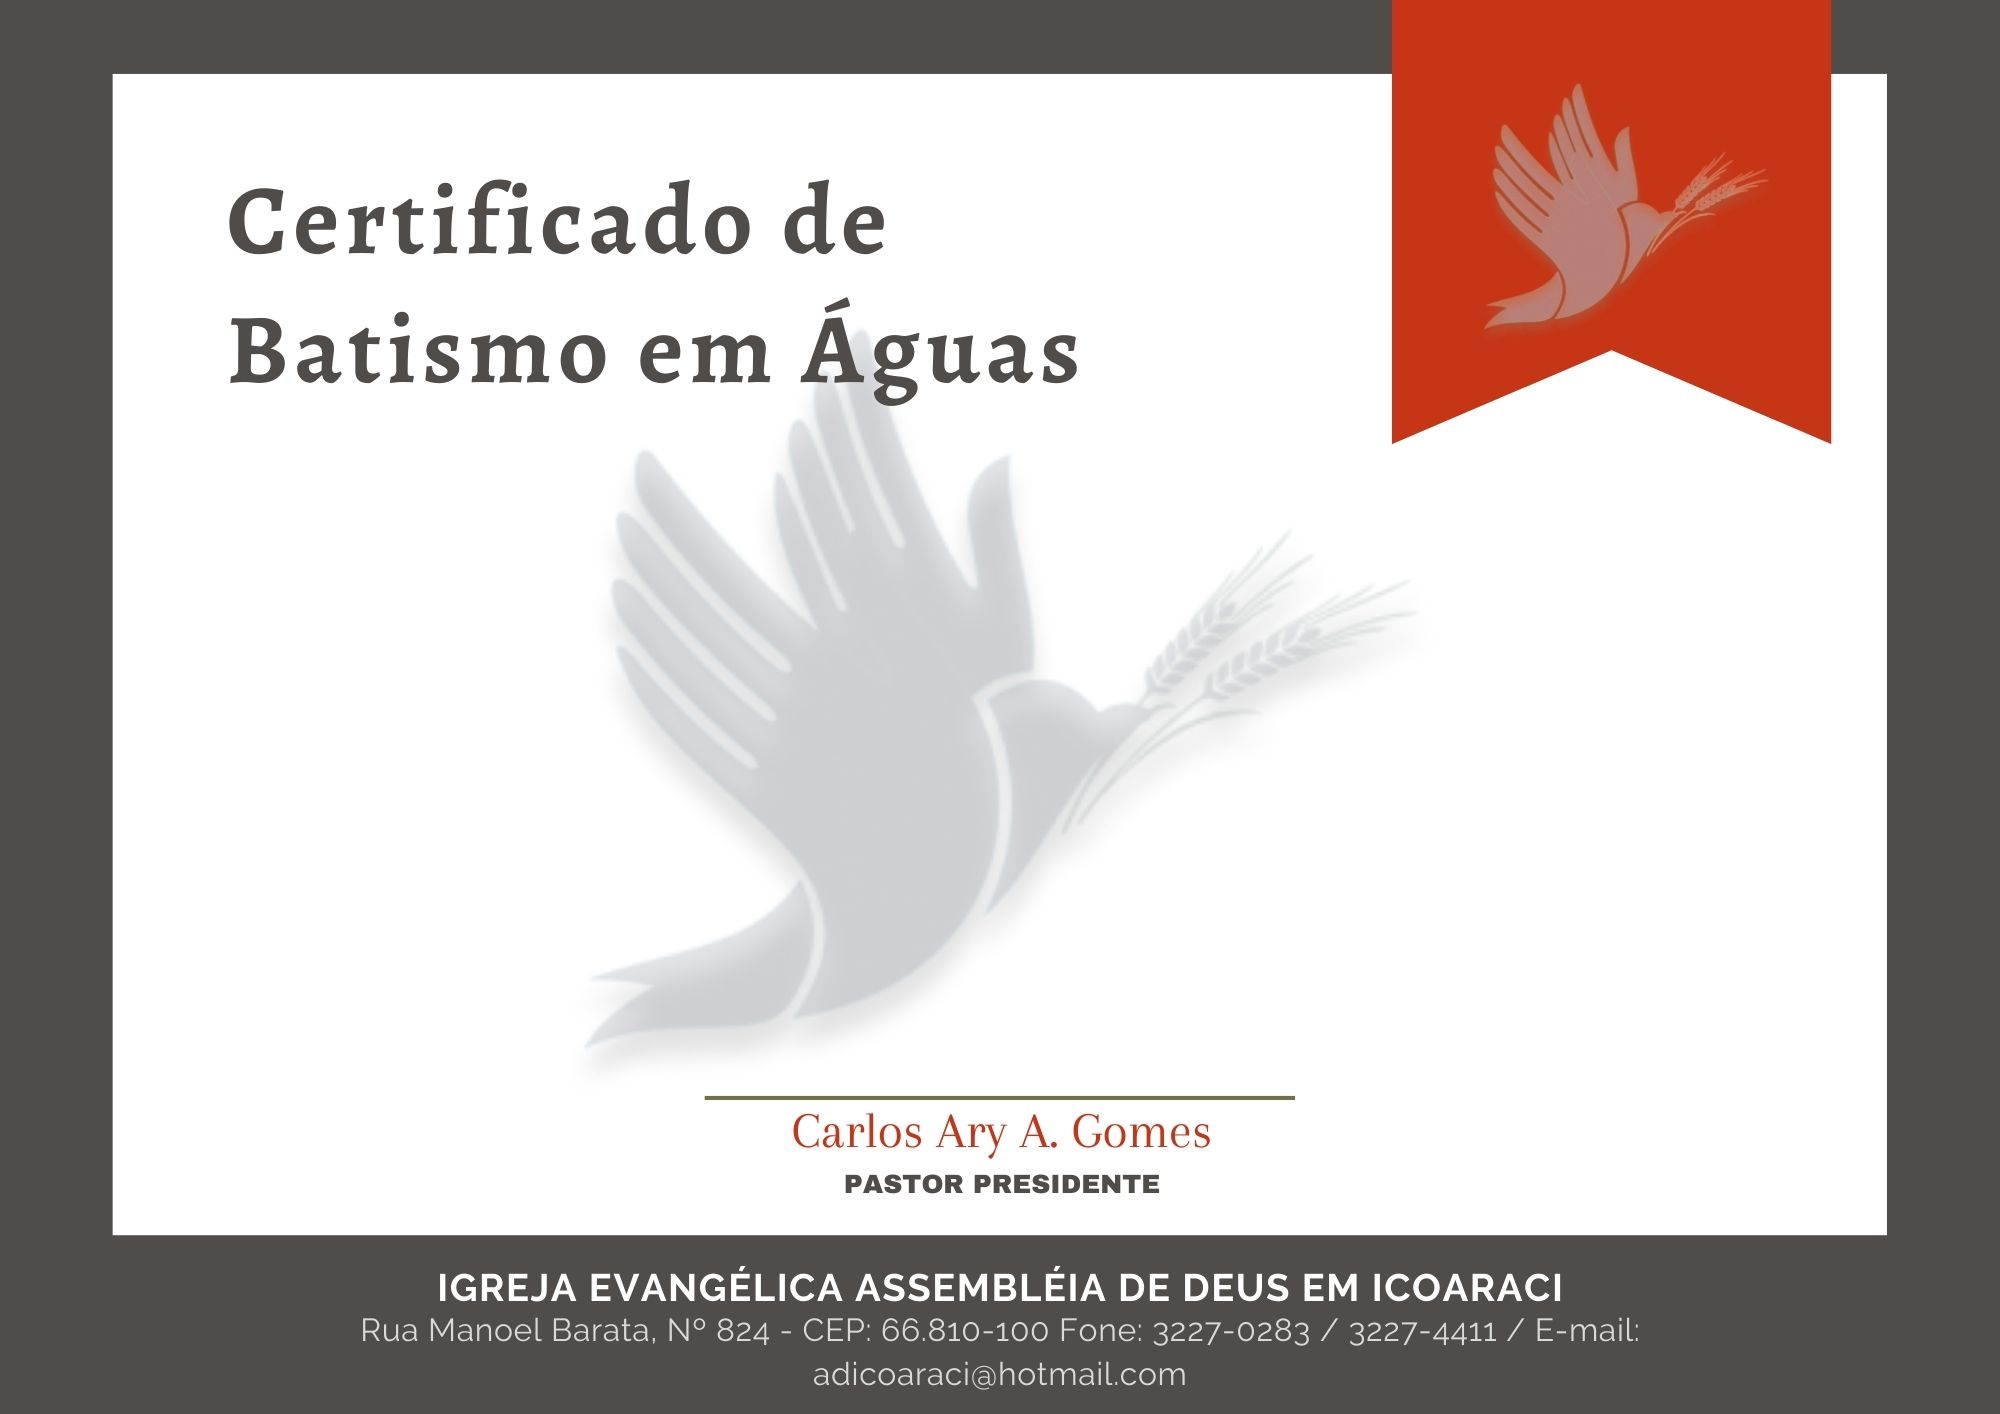 Certificado de
Batismo em Águas
Carlos Ary A. Gomes
PASTOR PRESIDENTE
IGREJA EVANGÉLICA ASSEMBLÉIA DE DEUS EM ICOARACI
Rua Manoel Barata, Nº 824 - CEP: 66.810-100 Fone: 3227-0283 / 3227-4411 / E-mail:
adicoaraci@hotmail.com